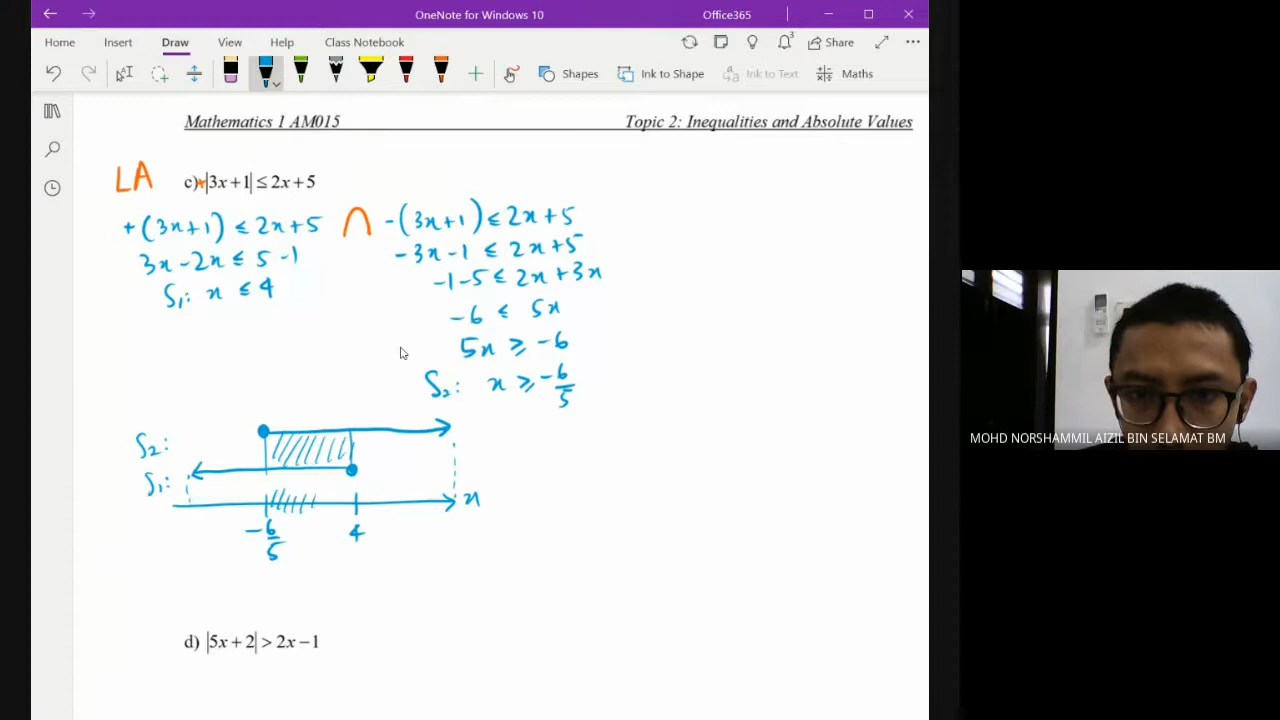 OneNote for Windows 10 Office365
Home Insert Draw View Help Class Notebook Share
Shapes Ink to Shape Ink to Text Maths
Mathematics 1 AM015 Topic 2: Inequalities and Absolute Values
LA c) + |3x+1| ≤ 2x+5
+(3x+1) ≤ 2x+5 ∩ -(3x+1) ≤ 2x+5
3x-2x ≤ 5-1 -3x-1 ≤ 2x+5
S₁: x ≤ 4 -1-5 ≤ 2x+3x
-6 ≤ 5x
5x ≥ -6
S₂: x ≥ -6/5
S₂:
S₁:
x
-6/5 4
d) |5x+2| > 2x-1
MOHD NORSHAMMIL AIZIL BIN SELAMAT BM